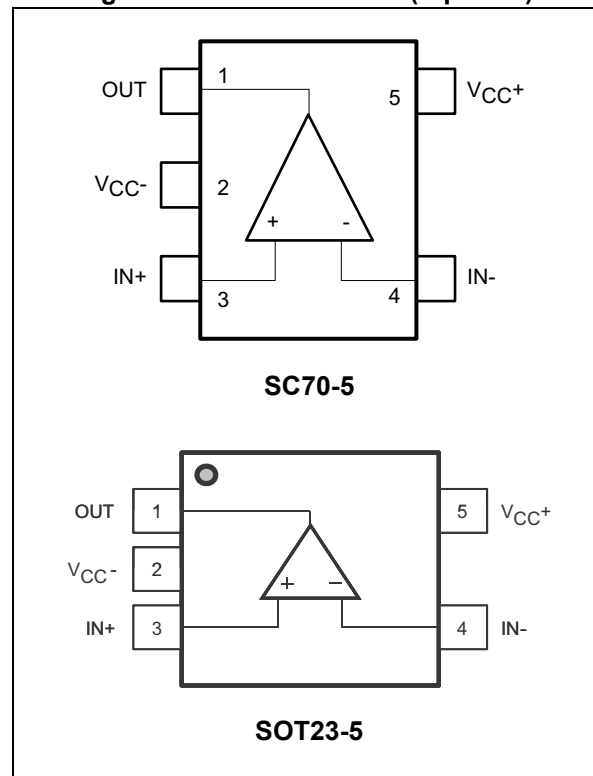 OUT 1 5 VCC+
VCC- 2
+ -
IN+ 3 4 IN-
SC70-5
OUT 1 5 VCC+
VCC- 2
+ −
IN+ 3 4 IN-
SOT23-5